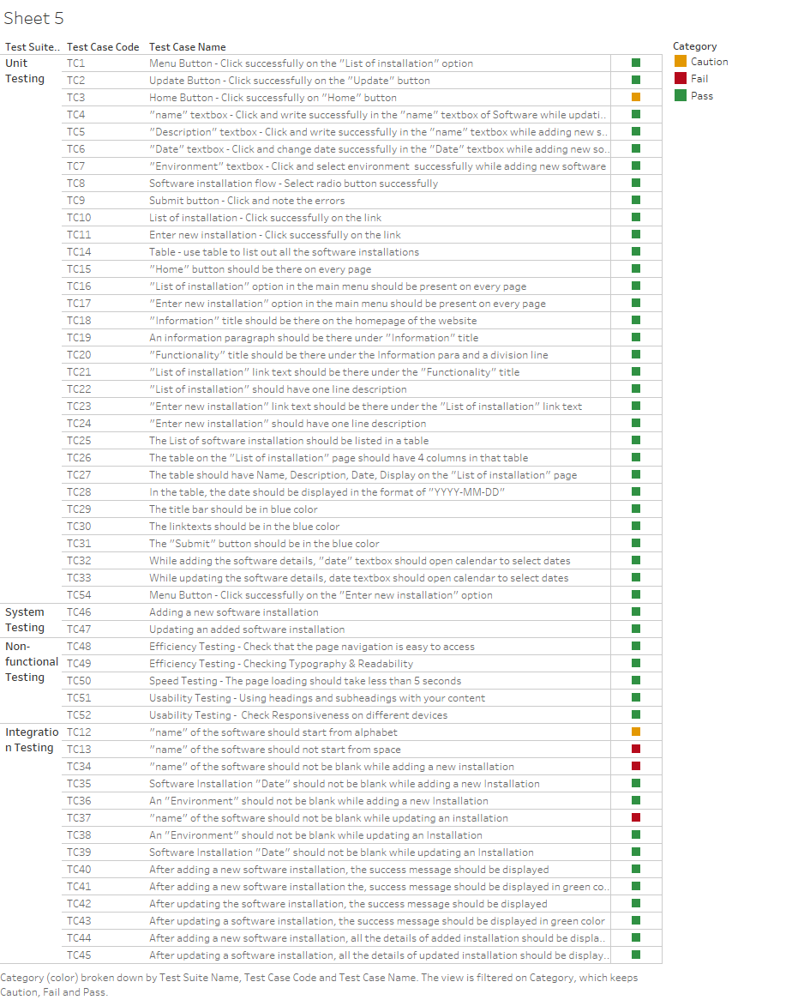 Sheet 5
Test Suite.. Test Case Code Test Case Name
Unit Testing
TC1 Menu Button - Click successfully on the "List of installation" option
TC2 Update Button - Click successfully on the "Update" button
TC3 Home Button - Click successfully on "Home" button
TC4 "name" textbox - Click and write successfully in the "name" textbox of Software while updati..
TC5 "Description" textbox - Click and write successfully in the "name" textbox while adding new s..
TC6 "Date" textbox - Click and change date successfully in the "Date" textbox while adding new so..
TC7 "Environment" textbox - Click and select environment successfully while adding new software
TC8 Software installation flow - Select radio button successfully
TC9 Submit button - Click and note the errors
TC10 List of installation - Click successfully on the link
TC11 Enter new installation - Click successfully on the link
TC14 Table - use table to list out all the software installations
TC15 "Home" button should be there on every page
TC16 "List of installation" option in the main menu should be present on every page
TC17 "Enter new installation" option in the main menu should be present on every page
TC18 "Information" title should be there on the homepage of the website
TC19 An information paragraph should be there under "Information" title
TC20 "Functionality" title should be there under the Information para and a division line
TC21 "List of installation" link text should be there under the "Functionality" title
TC22 "List of installation" should have one line description
TC23 "Enter new installation" link text should be there under the "List of installation" link text
TC24 "Enter new installation" should have one line description
TC25 The List of software installation should be listed in a table
TC26 The table on the "List of installation" page should have 4 columns in that table
TC27 The table should have Name, Description, Date, Display on the "List of installation" page
TC28 In the table, the date should be displayed in the format of "YYYY-MM-DD"
TC29 The title bar should be in blue color
TC30 The linktexts should be in the blue color
TC31 The "Submit" button should be in the blue color
TC32 While adding the software details, "date" textbox should open calendar to select dates
TC33 While updating the software details, date textbox should open calendar to select dates
TC54 Menu Button - Click successfully on the "Enter new installation" option
System Testing
TC46 Adding a new software installation
TC47 Updating an added software installation
Non-functional Testing
TC48 Efficiency Testing - Check that the page navigation is easy to access
TC49 Efficiency Testing - Checking Typography & Readability
TC50 Speed Testing - The page loading should take less than 5 seconds
TC51 Usability Testing - Using headings and subheadings with your content
TC52 Usability Testing - Check Responsiveness on different devices
Integratio
n Testing
TC12 "name" of the software should start from alphabet
TC13 "name" of the software should not start from space
TC34 "name" of the software should not be blank while adding a new installation
TC35 Software Installation "Date" should not be blank while adding a new Installation
TC36 An "Environment" should not be blank while adding a new Installation
TC37 "name" of the software should not be blank while updating an installation
TC38 An "Environment" should not be blank while updating an Installation
TC39 Software Installation "Date" should not be blank while updating an Installation
TC40 After adding a new software installation, the success message should be displayed
TC41 After adding a new software installation the, success message should be displayed in green co..
TC42 After updating the software installation, the success message should be displayed
TC43 After updating a software installation, the success message should be displayed in green color
TC44 After adding a new software installation, all the details of added installation should be displa..
TC45 After updating a software installation, all the details of updated installation should be display..
Category
Caution
Fail
Pass
Category (color) broken down by Test Suite Name, Test Case Code and Test Case Name. The view is filtered on Category, which keeps
Caution, Fail and Pass.